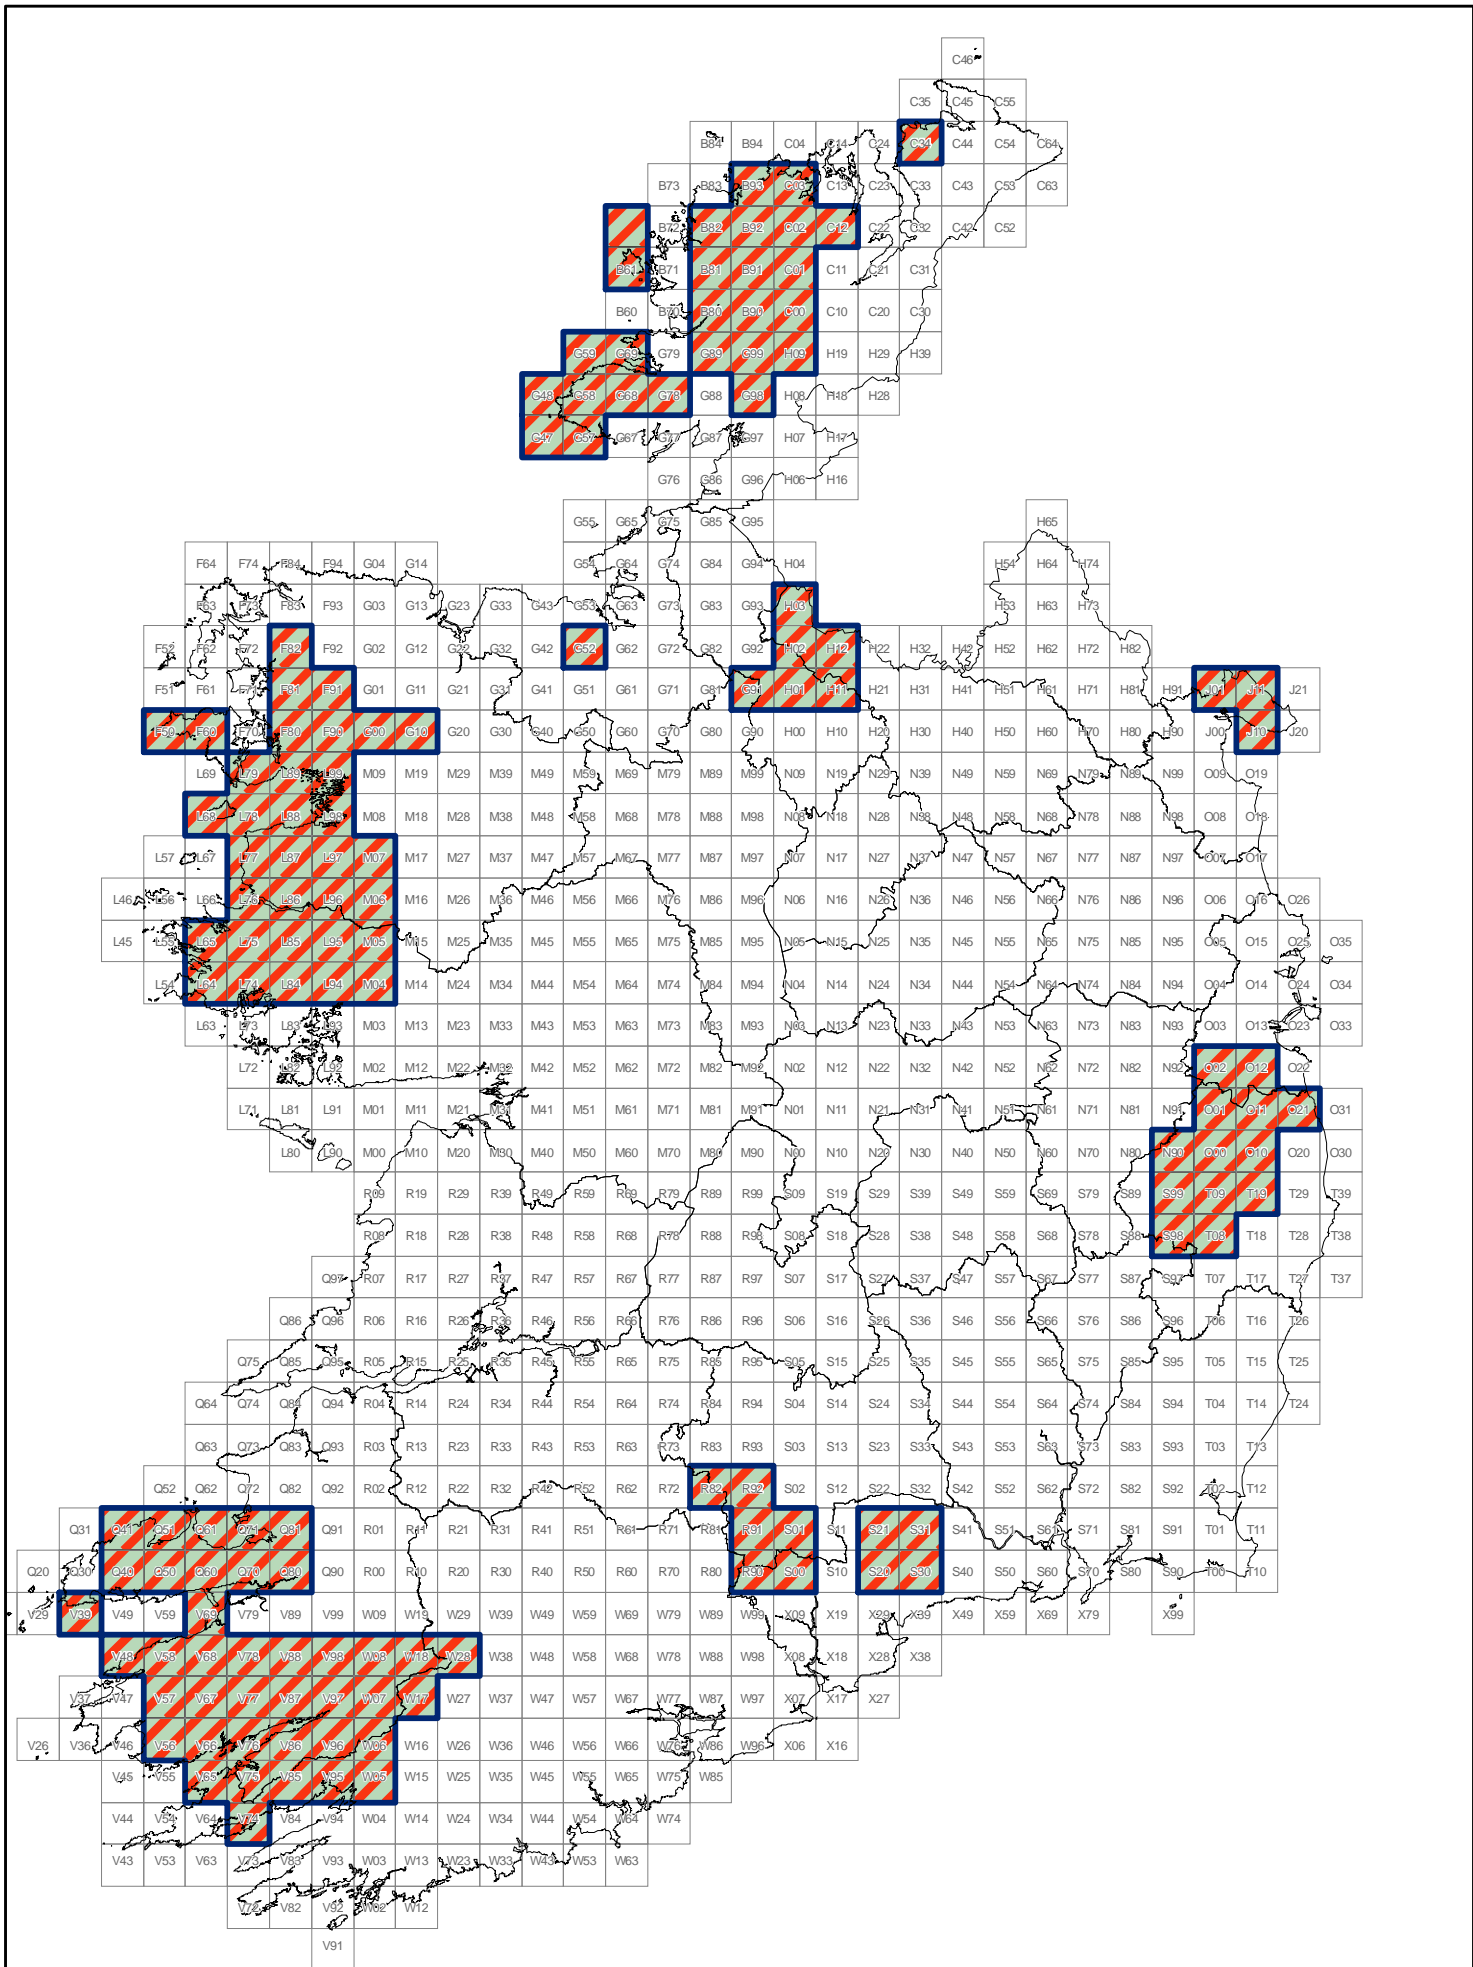 C46
C35 C45 C55
B84 B94 C04 C14 C24 C34 C44 C54 C64
B73 B83 B93 C03 C13 C23 C33 C43 C53 C63
B72 B82 B92 C02 C12 C22 C32 C42 C52
B61 B71 B81 B91 C01 C11 C21 C31
B60 B70 B80 B90 C00 C10 C20 C30
G59 G69 G79 G89 G99 H09 H19 H29 H39
G48 G58 G68 G78 G88 G98 H08 H18 H28
G47 G57 G67 G77 G87 G97 H07 H17
G76 G86 G96 H06 H16
G55 G65 G75 G85 G95 H65
F64 F74 F84 F94 G04 G14 G54 G64 G74 G84 G94 H04 H54 H64 H74
F63 F73 F83 F93 G03 G13 G23 G33 G43 G53 G63 G73 G83 G93 H03 H53 H63 H73
F52 F62 F72 F82 F92 G02 G12 G22 G32 G42 G52 G62 G72 G82 G92 H02 H12 H22 H32 H42 H52 H62 H72 H82
F51 F61 F71 F81 F91 G01 G11 G21 G31 G41 G51 G61 G71 G81 G91 H01 H11 H21 H31 H41 H51 H61 H71 H81 H91 J01 J11 J21
F50 F60 F70 F80 F90 G00 G10 G20 G30 G40 G50 G60 G70 G80 G90 H00 H10 H20 H30 H40 H50 H60 H70 H80 H90 J00 J10 J20
L69 L79 L89 L99 M09 M19 M29 M39 M49 M59 M69 M79 M89 M99 N09 N19 N29 N39 N49 N59 N69 N79 N89 N99 O09 O19
L68 L78 L88 L98 M08 M18 M28 M38 M48 M58 M68 M78 M88 M98 N08 N18 N28 N38 N48 N58 N68 N78 N88 N98 O08 O18
L57 L67 L77 L87 L97 M07 M17 M27 M37 M47 M57 M67 M77 M87 M97 N07 N17 N27 N37 N47 N57 N67 N77 N87 N97 O07 O17
L46 L56 L66 L76 L86 L96 M06 M16 M26 M36 M46 M56 M66 M76 M86 M96 N06 N16 N26 N36 N46 N56 N66 N76 N86 N96 O06 O16 O26
L45 L55 L65 L75 L85 L95 M05 M15 M25 M35 M45 M55 M65 M75 M85 M95 N05 N15 N25 N35 N45 N55 N65 N75 N85 N95 O05 O15 O25 O35
L54 L64 L74 L84 L94 M04 M14 M24 M34 M44 M54 M64 M74 M84 M94 N04 N14 N24 N34 N44 N54 N64 N74 N84 N94 O04 O14 O24 O34
L63 L73 L83 L93 M03 M13 M23 M33 M43 M53 M63 M73 M83 M93 N03 N13 N23 N33 N43 N53 N63 N73 N83 N93 O03 O13 O23 O33
L72 L82 L92 M02 M12 M22 M32 M42 M52 M62 M72 M82 M92 N02 N12 N22 N32 N42 N52 N62 N72 N82 N92 O02 O12 O22
L71 L81 L91 M01 M11 M21 M31 M41 M51 M61 M71 M81 M91 N01 N11 N21 N31 N41 N51 N61 N71 N81 N91 O01 O11 O21 O31
L80 L90 M00 M10 M20 M30 M40 M50 M60 M70 M80 M90 N00 N10 N20 N30 N40 N50 N60 N70 N80 N90 O00 O10 O20 O30
R09 R19 R29 R39 R49 R59 R69 R79 R89 R99 S09 S19 S29 S39 S49 S59 S69 S79 S89 S99 T09 T19 T29 T39
R08 R18 R28 R38 R48 R58 R68 R78 R88 R98 S08 S18 S28 S38 S48 S58 S68 S78 S88 S98 T08 T18 T28 T38
Q97 R07 R17 R27 R37 R47 R57 R67 R77 R87 R97 S07 S17 S27 S37 S47 S57 S67 S77 S87 S97 T07 T17 T27 T37
Q86 Q96 R06 R16 R26 R36 R46 R56 R66 R76 R86 R96 S06 S16 S26 S36 S46 S56 S66 S76 S86 S96 T06 T16 T26
Q75 Q85 Q95 R05 R15 R25 R35 R45 R55 R65 R75 R85 R95 S05 S15 S25 S35 S45 S55 S65 S75 S85 S95 T05 T15 T25
Q64 Q74 Q84 Q94 R04 R14 R24 R34 R44 R54 R64 R74 R84 R94 S04 S14 S24 S34 S44 S54 S64 S74 S84 S94 T04 T14 T24
Q63 Q73 Q83 Q93 R03 R13 R23 R33 R43 R53 R63 R73 R83 R93 S03 S13 S23 S33 S43 S53 S63 S73 S83 S93 T03 T13
Q52 Q62 Q72 Q82 Q92 R02 R12 R22 R32 R42 R52 R62 R72 R82 R92 S02 S12 S22 S32 S42 S52 S62 S72 S82 S92 T02 T12
Q31 Q41 Q51 Q61 Q71 Q81 Q91 R01 R11 R21 R31 R41 R51 R61 R71 R81 R91 S01 S11 S21 S31 S41 S51 S61 S71 S81 S91 T01 T11
Q20 Q30 Q40 Q50 Q60 Q70 Q80 Q90 R00 R10 R20 R30 R40 R50 R60 R70 R80 R90 S00 S10 S20 S30 S40 S50 S60 S70 S80 S90 T00 T10
V29 V39 V49 V59 V69 V79 V89 V99 W09 W19 W29 W39 W49 W59 W69 W79 W89 W99 X09 X19 X29 X39 X49 X59 X69 X79 X99
V48 V58 V68 V78 V88 V98 W08 W18 W28 W38 W48 W58 W68 W78 W88 W98 X08 X18 X28 X38
V37 V47 V57 V67 V77 V87 V97 W07 W17 W27 W37 W47 W57 W67 W77 W87 W97 X07 X17 X27
V26 V36 V46 V56 V66 V76 V86 V96 W06 W16 W26 W36 W46 W56 W66 W76 W86 W96 X06 X16
V45 V55 V65 V75 V85 V95 W05 W15 W25 W35 W45 W55 W65 W75 W85
V44 V54 V64 V74 V84 V94 W04 W14 W24 W34 W44 W54 W64 W74
V43 V53 V63 V73 V83 V93 W03 W13 W23 W33 W43 W53 W63
V72 V82 V92 W02 W12
V91